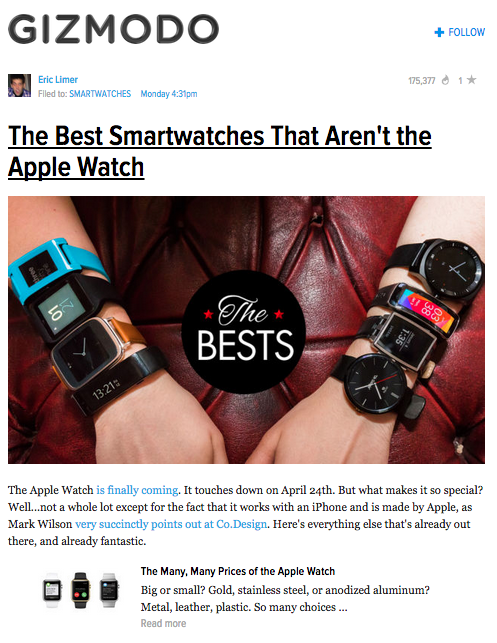 GIZMODO
FOLLOW
Eric Limer
Filed to: SMARTWATCHES Monday 4:31pm
175,377 1
The Best Smartwatches That Aren't the
Apple Watch
The
BESTS
13:21
The Apple Watch is finally coming. It touches down on April 24th. But what makes it so special?
Well...not a whole lot except for the fact that it works with an iPhone and is made by Apple, as
Mark Wilson very succinctly points out at Co.Design. Here's everything else that's already out
there, and already fantastic.
The Many, Many Prices of the Apple Watch
Big or small? Gold, stainless steel, or anodized aluminum?
Metal, leather, plastic. So many choices ...
Read more